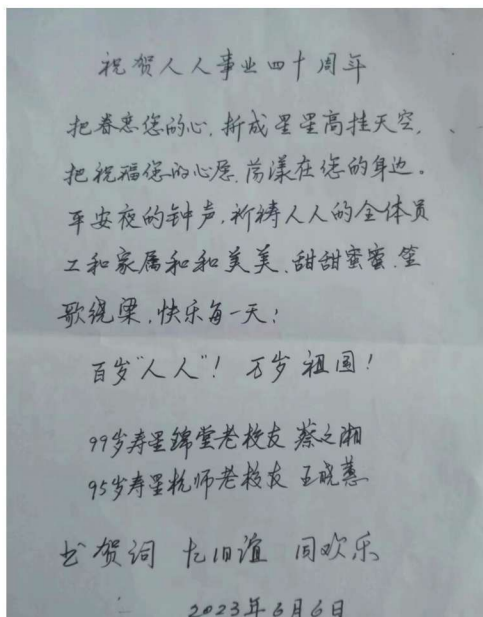 祝贺人人事业四十周年
把眷恋您的心,折成星星高挂天空,
把祝福您的心愿、荡漾在您的身边。
平安夜的钟声,祈祷人人的全体员
工和家属和和美美、甜甜蜜蜜、笙
歌绕梁,快乐每一天!
百岁“人人”! 万岁祖国!
99岁寿星锦堂老校友 蔡之湘
95岁寿星杭师老校友 王晓蕙
书贺词 忆旧谊 同欢乐
2023年6月6日